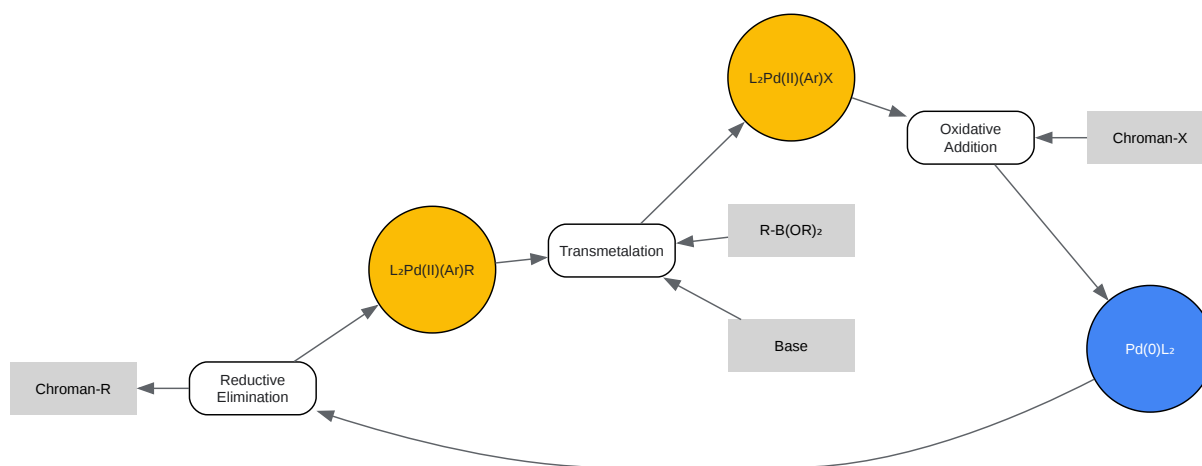 L₂Pd(II)(Ar)X
Oxidative
Addition
Chroman-X
R-B(OR)₂
Transmetalation
L₂Pd(II)(Ar)R
Base
Pd(0)L₂
Reductive
Elimination
Chroman-R